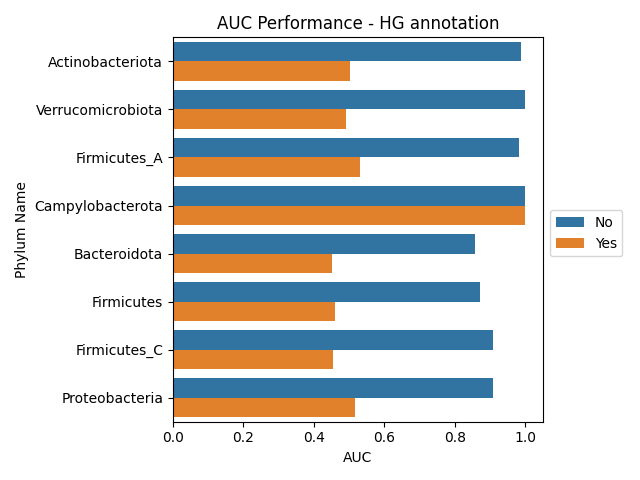 AUC Performance - HG annotation
Phylum Name
Actinobacteriota
Verrucomicrobiota
Firmicutes_A
Campylobacterota
Bacteroidota
Firmicutes
Firmicutes_C
Proteobacteria
0.0 0.2 0.4 0.6 0.8 1.0
AUC
No
Yes